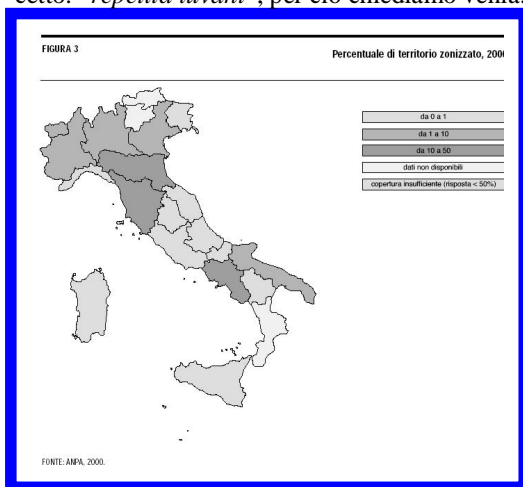 "repetita iuvant", per ciò chiediamo venia.
FIGURA 3
Percentuale di territorio zonizzato, 200
da 0 a 1
da 1 a 10
da 10 a 50
dati non disponibili
copertura insufficiente (risposta < 50%)
FONTE: ANPA, 2000.